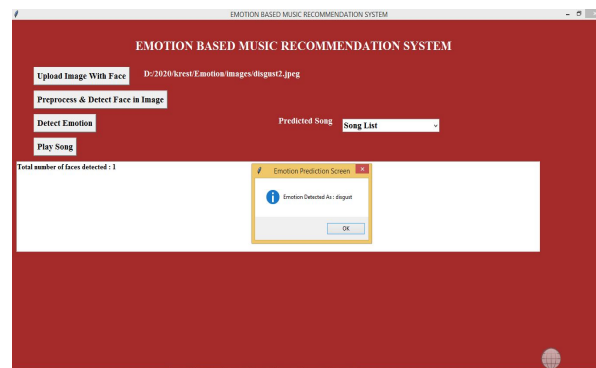 EMOTION BASED MUSIC RECOMMENDATION SYSTEM
EMOTION BASED MUSIC RECOMMENDATION SYSTEM
Upload Image With Face D:/2020/krest/Emotion/images/disgust2.jpeg
Preprocess & Detect Face in Image
Detect Emotion Predicted Song Song List
Play Song
Total number of faces detected : 1
Emotion Prediction Screen
Emotion Detected As : disgust
OK